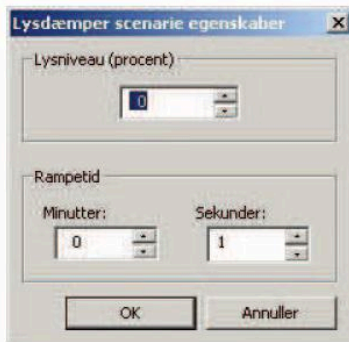 Lysdæmper scenarie egenskaber
Lysniveau (procent)
0
Rampetid
Minutter: Sekunder:
0 1
OK Annuller